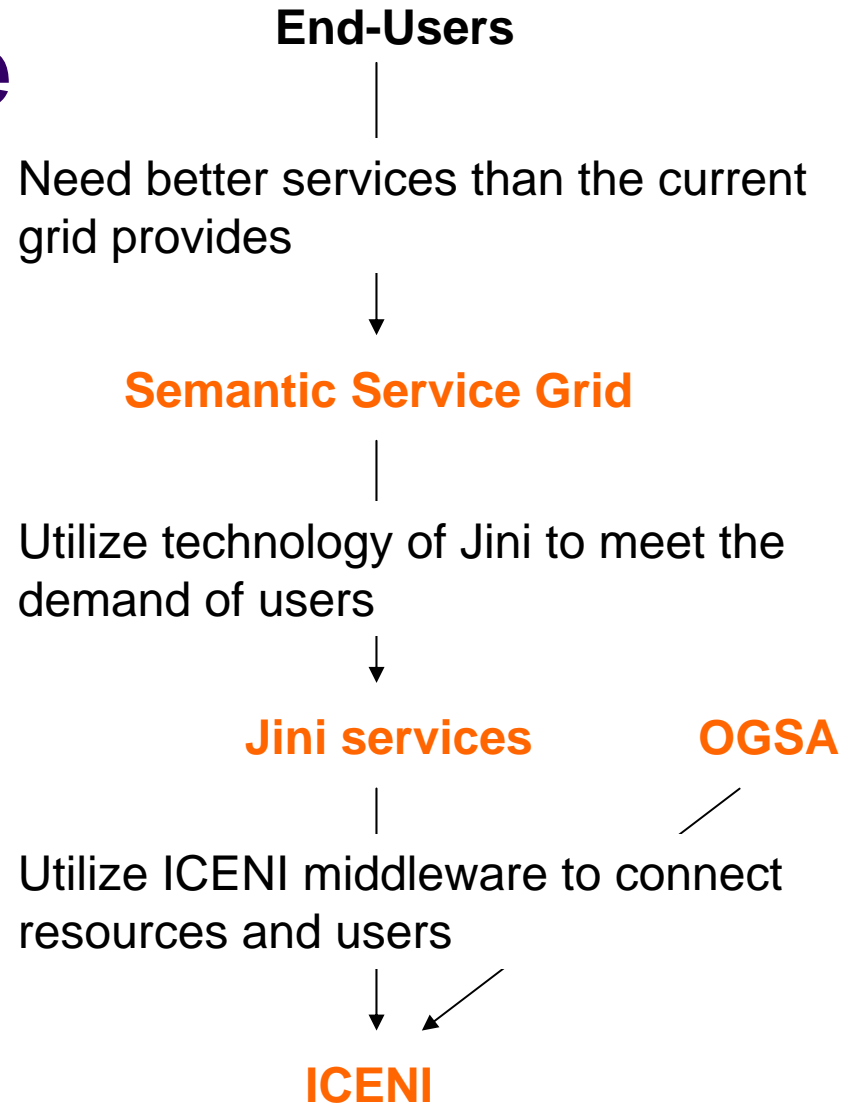 End-Users
e
Need better services than the current
grid provides
Semantic Service Grid
Utilize technology of Jini to meet the
demand of users
Jini services OGSA
Utilize ICENI middleware to connect
resources and users
ICENI